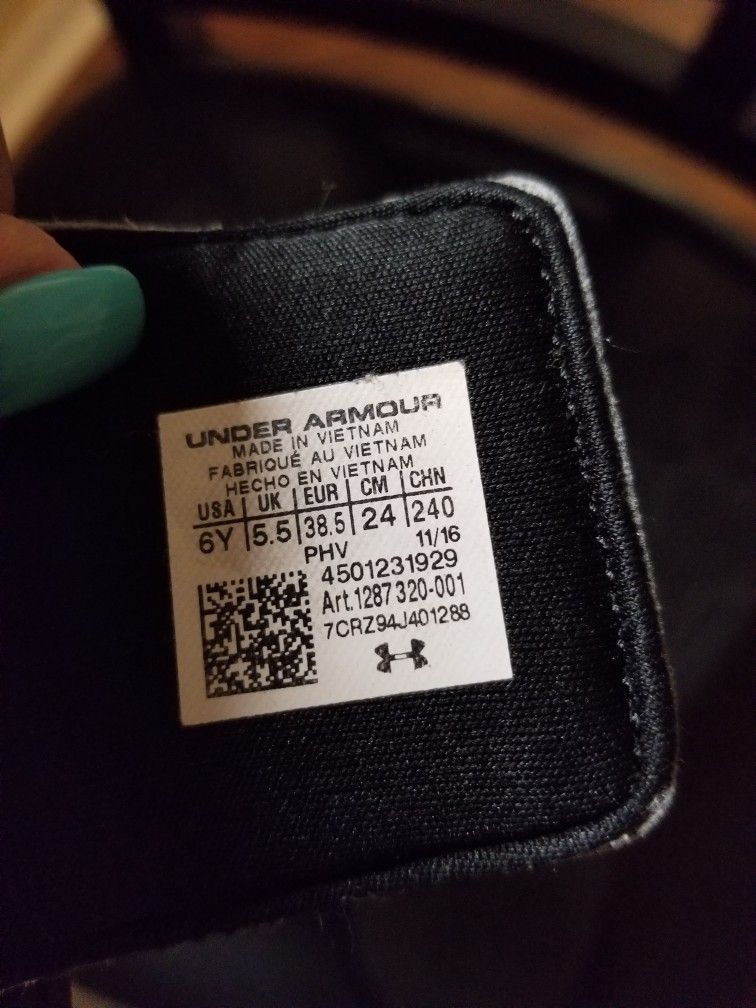 UNDER ARMOUR
MADE IN VIETNAM
FABRIQUÉ AU VIETNAM
HECHO EN VIETNAM
USA UK EUR CM CHN
6Y 5.5 38.5 24 240
PHV 11/16
4501231929
Art.1287320-001
7CRZ94J401288